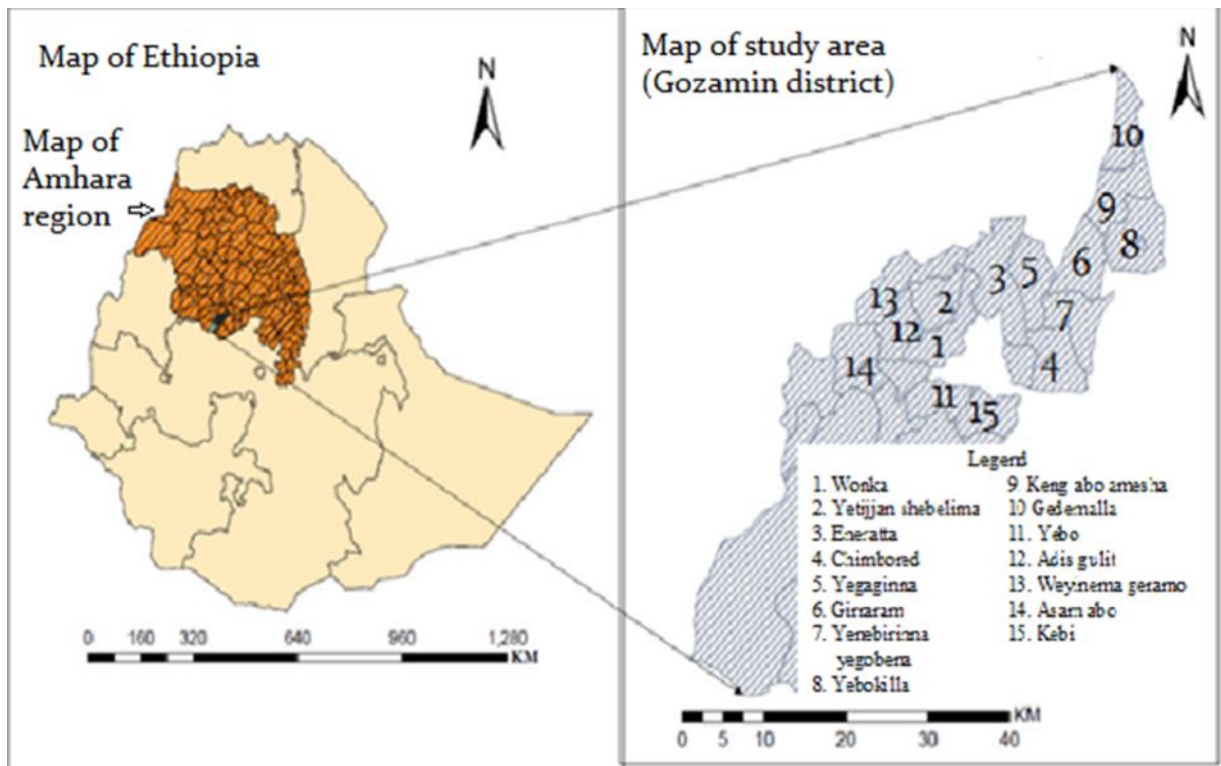 Map of Ethiopia
N
Map of
Amhara
region
0 160 320 640 960 1,280
KM
Map of study area
(Gozamin district)
N
10
9
8
6
5
3
7
2
13
12
1
4
14
11
15
Legend
1. Wonka
2. Yetijjan shebelima
3. Eneratta
4. Chimbored
5. Yegaginna
6. Giraram
7. Yenebirinna
yegobena
8. Yebokilla
9 Keng abo amesha
10 Gedemalla
11. Yebo
12. Adis gulit
13. Weyinema geramo
14. Asam abo
15. Kebi
KM
0 5 10 20 30 40